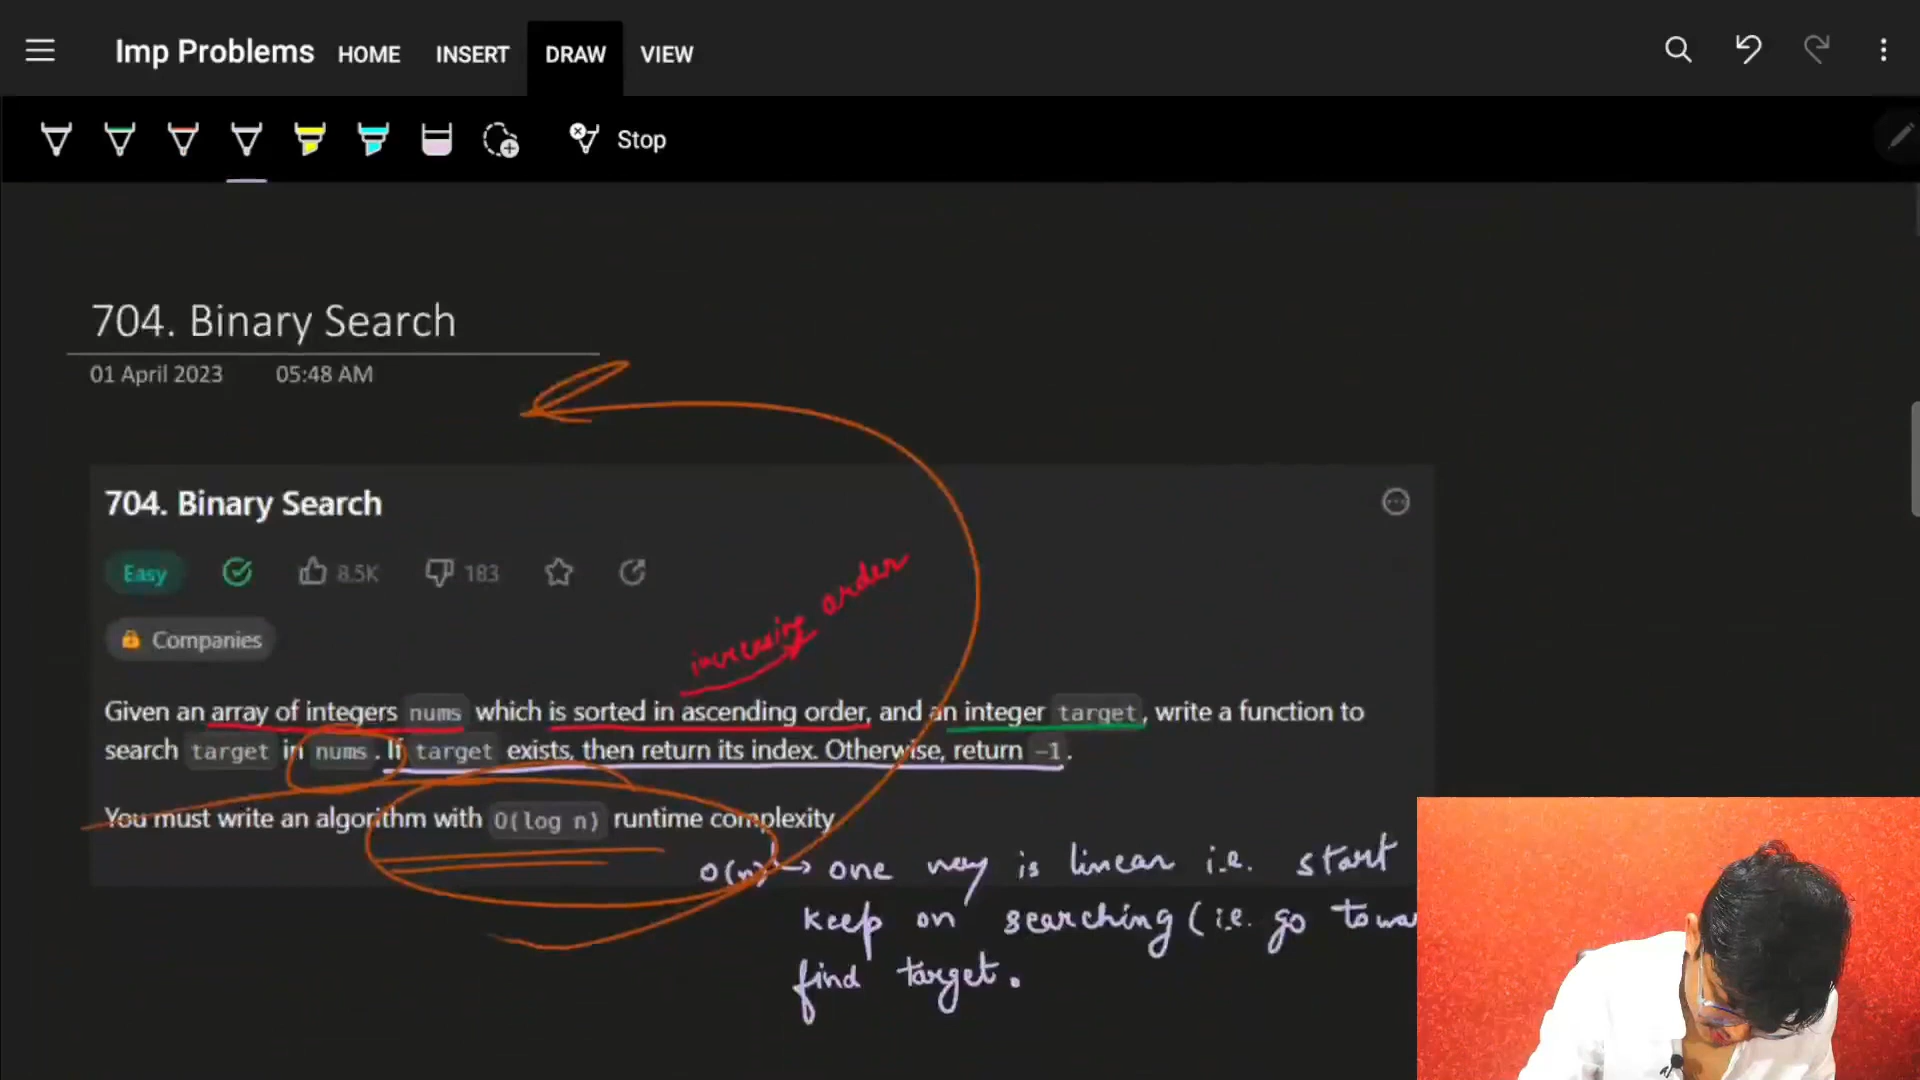 Imp Problems HOME INSERT DRAW VIEW
Stop
704. Binary Search
01 April 2023 05:48 AM
704. Binary Search
Easy 8.5K 183
Companies
increasing order
Given an array of integers nums which is sorted in ascending order, and an integer target, write a function to
search target in nums. If target exists, then return its index. Otherwise, return -1.
You must write an algorithm with O(log n) runtime complexity
O(n) → one way is linear i.e. start
keep on searching (i.e. go
find target.